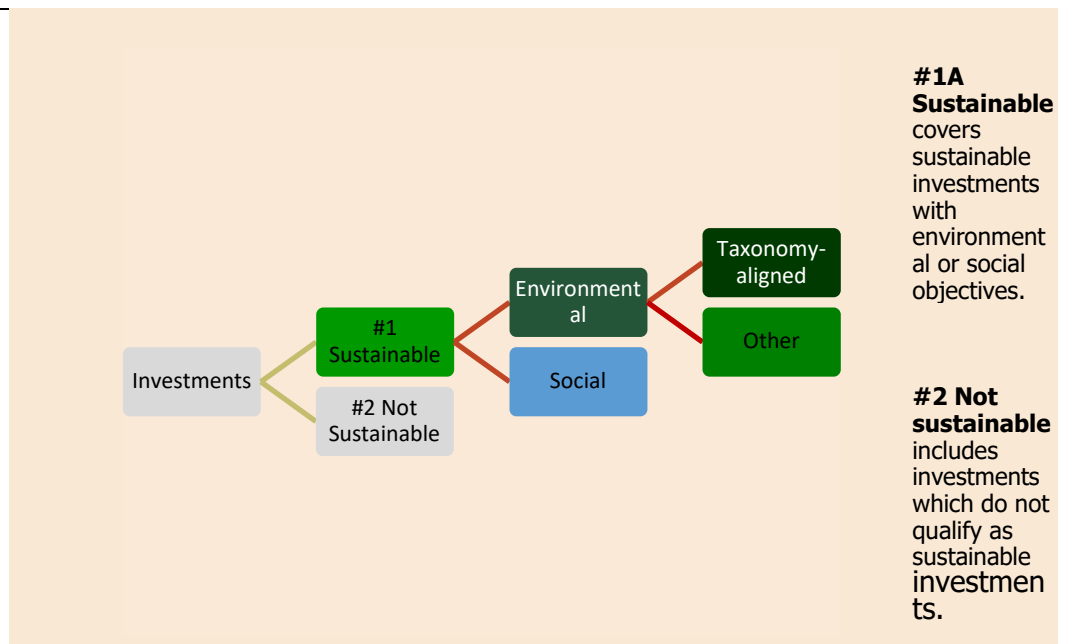 #1A
Sustainable
covers
sustainable
investments
with
environment
al or social
objectives.
Taxonomy-
aligned
Environment
al
#1
Sustainable
Other
Investments
Social
#2 Not
Sustainable
#2 Not
sustainable
includes
investments
which do not
qualify as
sustainable
investmen
ts.